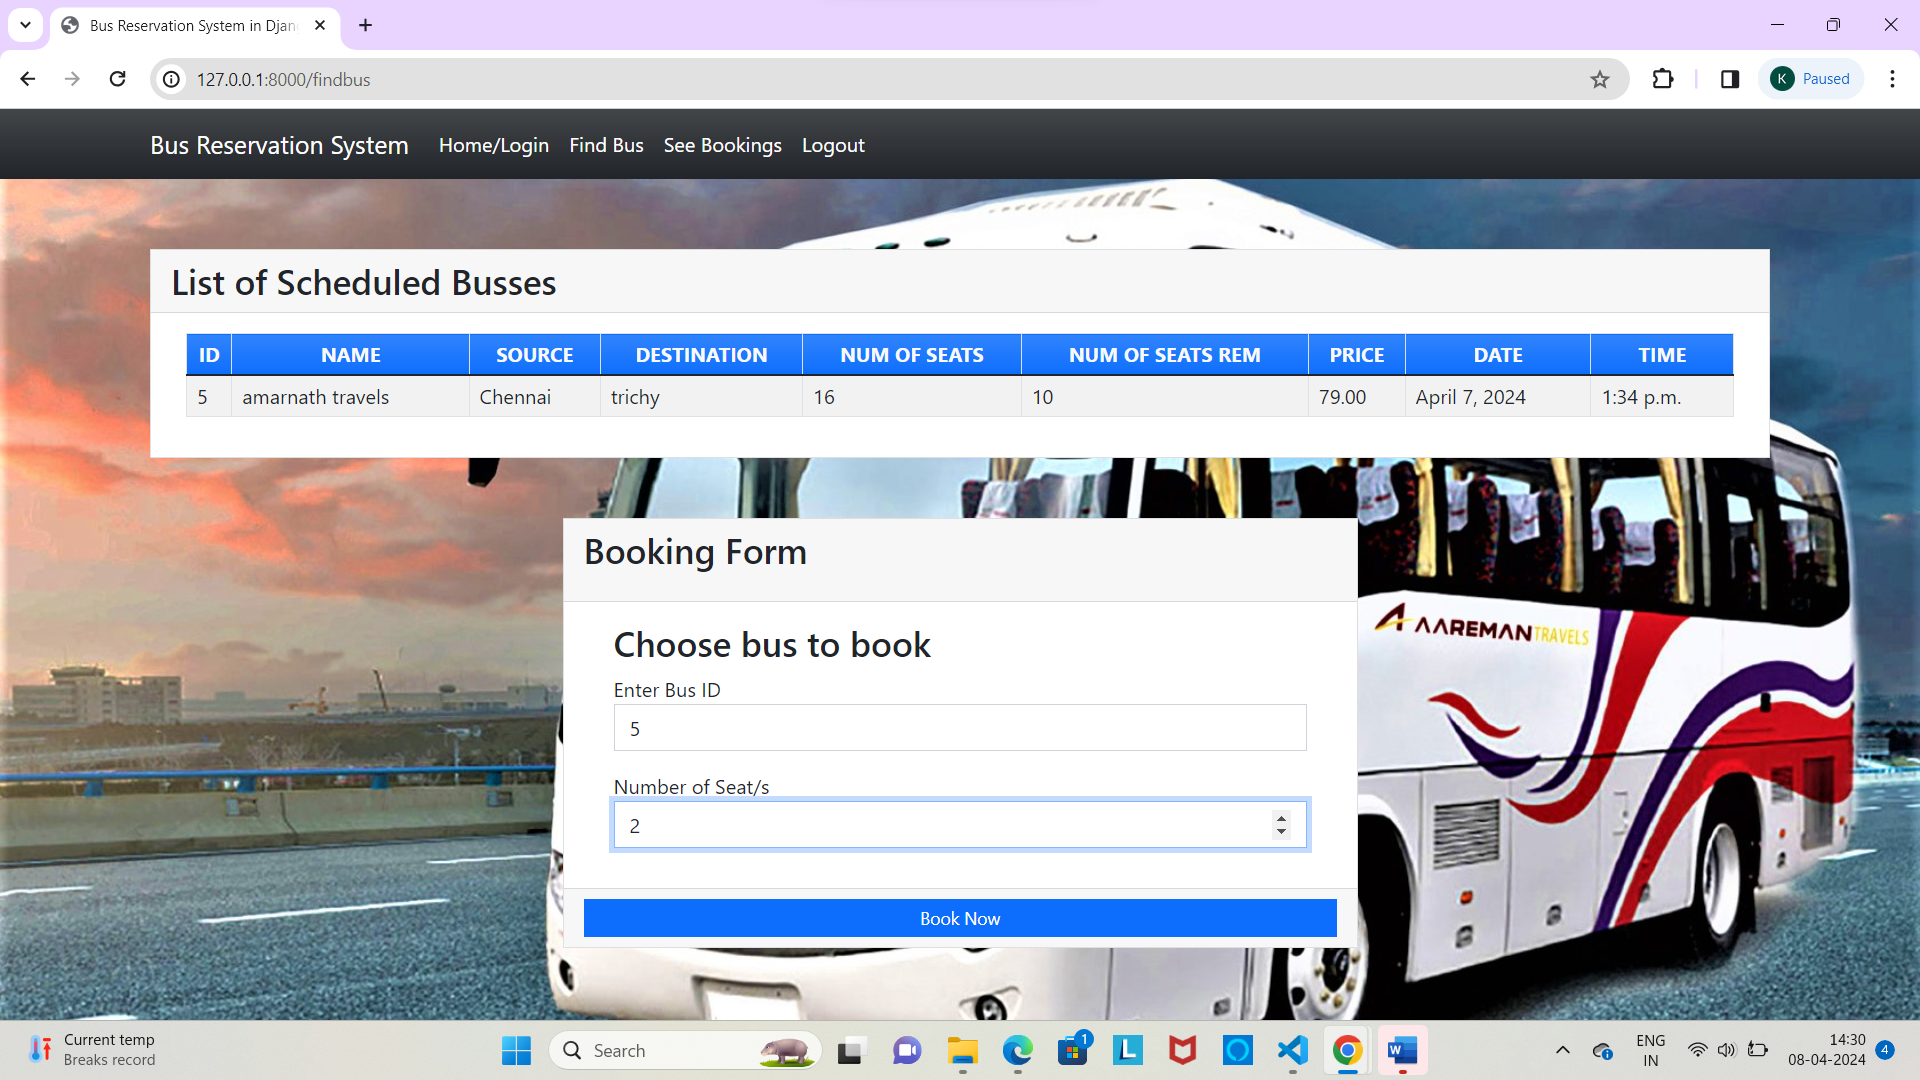 Bus Reservation System in Djan
127.0.0.1:8000/findbus
K Paused
Bus Reservation System Home/Login Find Bus See Bookings Logout
List of Scheduled Busses
ID NAME SOURCE DESTINATION NUM OF SEATS NUM OF SEATS REM PRICE DATE TIME
5 amarnath travels Chennai trichy 16 10 79.00 April 7, 2024 1:34 p.m.
Booking Form
Choose bus to book
Enter Bus ID
5
Number of Seat/s
2
Book Now
AAREMAN TRAVELS
Current temp
Breaks record
Search
1
L
W
ENG
IN
14:30
08-04-2024
4